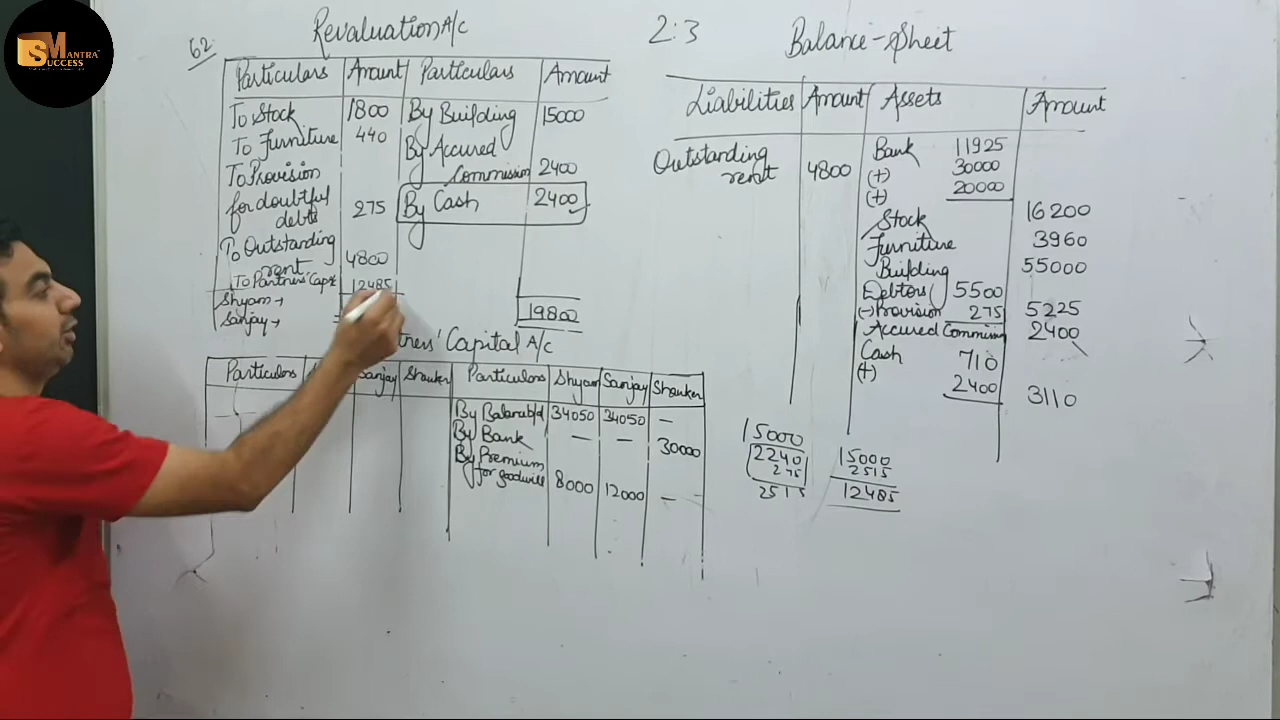 SM
MANTRA
SUCCESS
62
Revaluation A/c
Particulars Amount Particulars Amount
To Stock 1800 By Building 15000
To Furniture 440 By Accured
To Provision Commission 2400
for doubtful
debts 275 By Cash 2400
To Outstanding
rent 4800
To Partners' Cap 12485
Shyam →
Sanjay → 19800
tners' Capital A/c
Particulars Sanjay Shanker Particulars Shyam Sanjay Shanker
By Balance b/d 34050 34050 —
By Bank — — 30000
By Premium
for goodwill 8000 12000 —
2:3
Balance-Sheet
Liabilities Amount Assets Amount
Outstanding
rent 4800
Bank 11925
(+) 30000
(+) 20000
Stock 16200
Furniture 3960
Building 55000
Debtors 5500
(-) Provision 275 5225
Accured Commision 2400
Cash 710
(+) 2400 3110
15000
2240
275
2515
15000
2515
12485